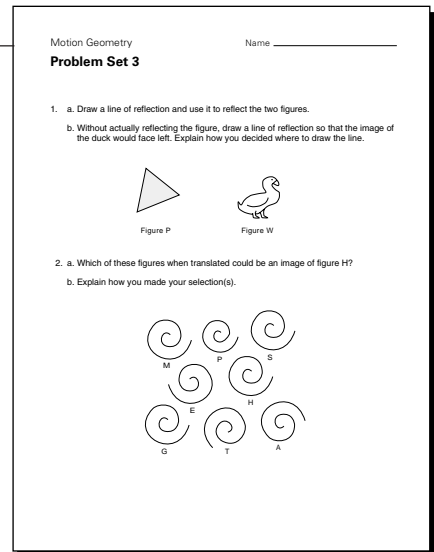 Motion Geometry
Name
Problem Set 3
1. a. Draw a line of reflection and use it to reflect the two figures.
b. Without actually reflecting the figure, draw a line of reflection so that the image of
the duck would face left. Explain how you decided where to draw the line.
Figure P
Figure W
2. a. Which of these figures when translated could be an image of figure H?
b. Explain how you made your selection(s).
M
P
S
E
H
G
T
A